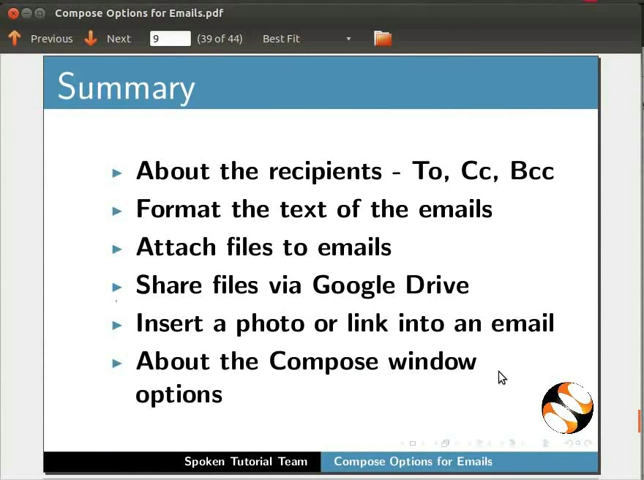 Compose Options for Emails.pdf
Previous Next 9 (39 of 44) Best Fit
Summary
About the recipients - To, Cc, Bcc
Format the text of the emails
Attach files to emails
Share files via Google Drive
Insert a photo or link into an email
About the Compose window
options
Spoken Tutorial Team Compose Options for Emails